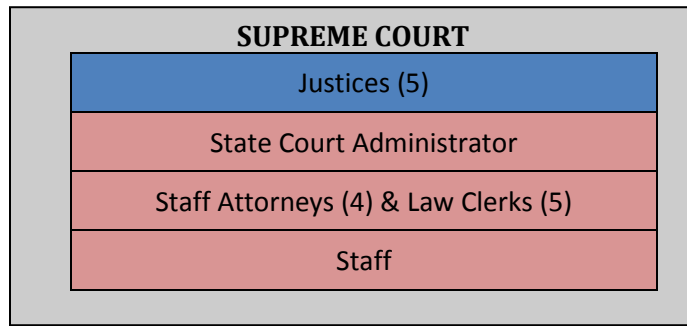 SUPREME COURT
Justices (5)
State Court Administrator
Staff Attorneys (4) & Law Clerks (5)
Staff